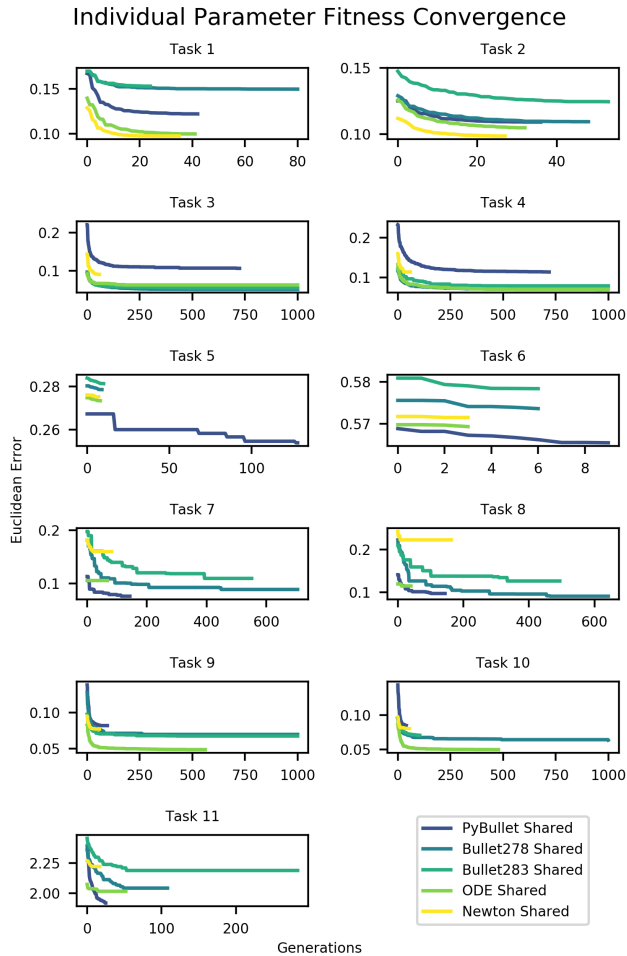 Individual Parameter Fitness Convergence
Task 1
0.15
0.10
0 20 40 60 80
Task 2
0.15
0.10
0 20 40
Task 3
0.2
0.1
0 250 500 750 1000
Task 4
0.2
0.1
0 250 500 750 1000
Task 5
0.28
0.26
0 50 100
Task 6
0.58
0.57
0 2 4 6 8
Euclidean Error
Task 7
0.2
0.1
0 200 400 600
Task 8
0.2
0.1
0 200 400 600
Task 9
0.10
0.05
0 250 500 750 1000
Task 10
0.10
0.05
0 250 500 750 1000
Task 11
2.25
2.00
0 100 200
Generations
PyBullet Shared
Bullet278 Shared
Bullet283 Shared
ODE Shared
Newton Shared